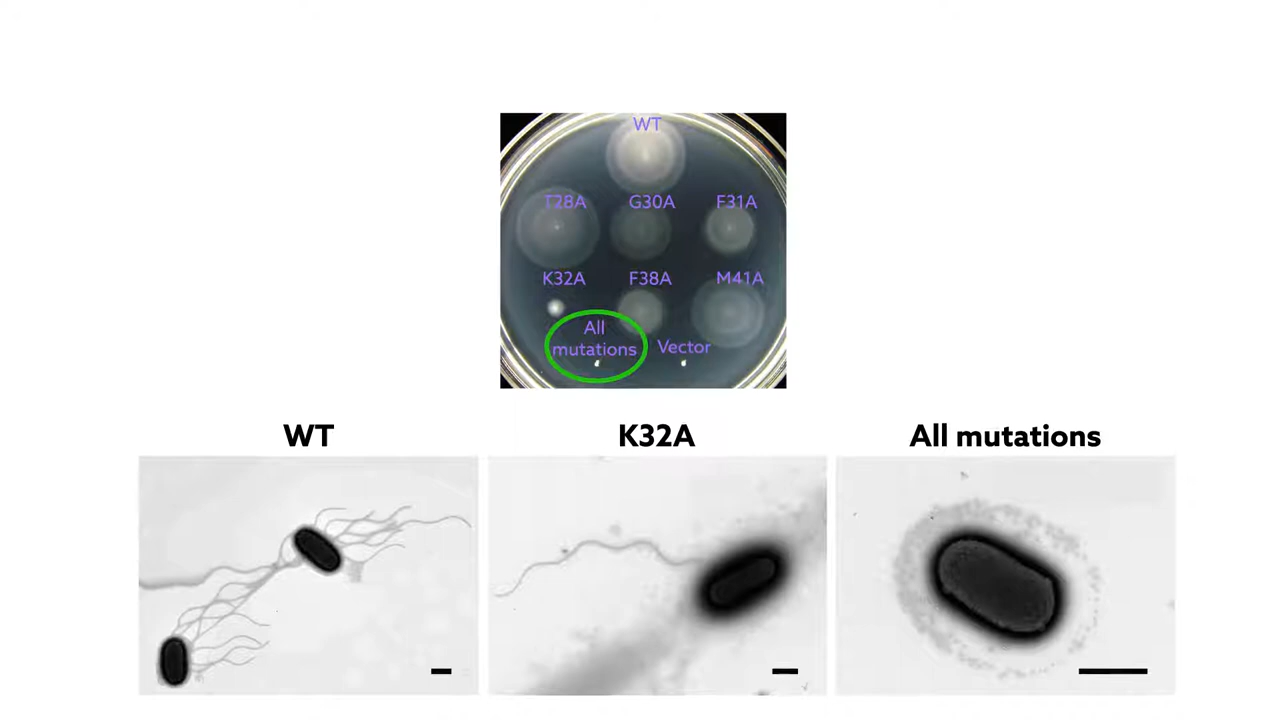 WT
T28A G30A F31A
K32A F38A M41A
All
mutations Vector
WT K32A All mutations